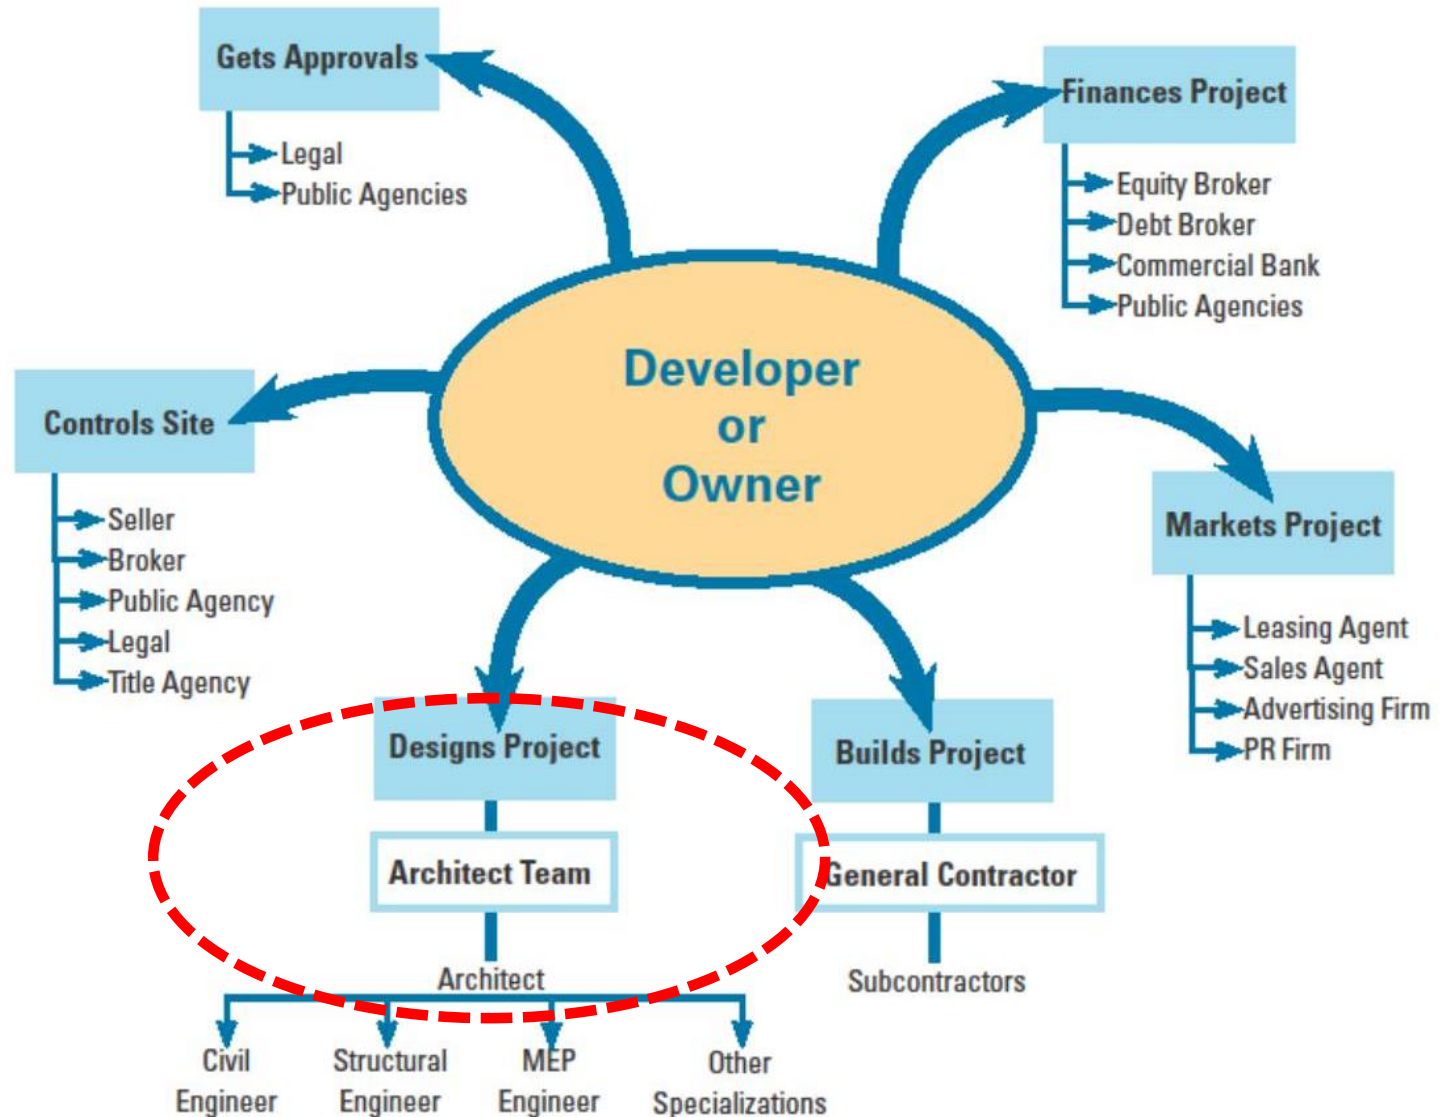 Gets Approvals
Legal
Public Agencies
Finances Project
Equity Broker
Debt Broker
Commercial Bank
Public Agencies
Developer
or
Owner
Controls Site
Seller
Broker
Public Agency
Legal
Title Agency
Markets Project
Leasing Agent
Sales Agent
Advertising Firm
PR Firm
Designs Project
Architect Team
Architect
Civil
Engineer
Structural
Engineer
MEP
Engineer
Other
Specializations
Builds Project
General Contractor
Subcontractors